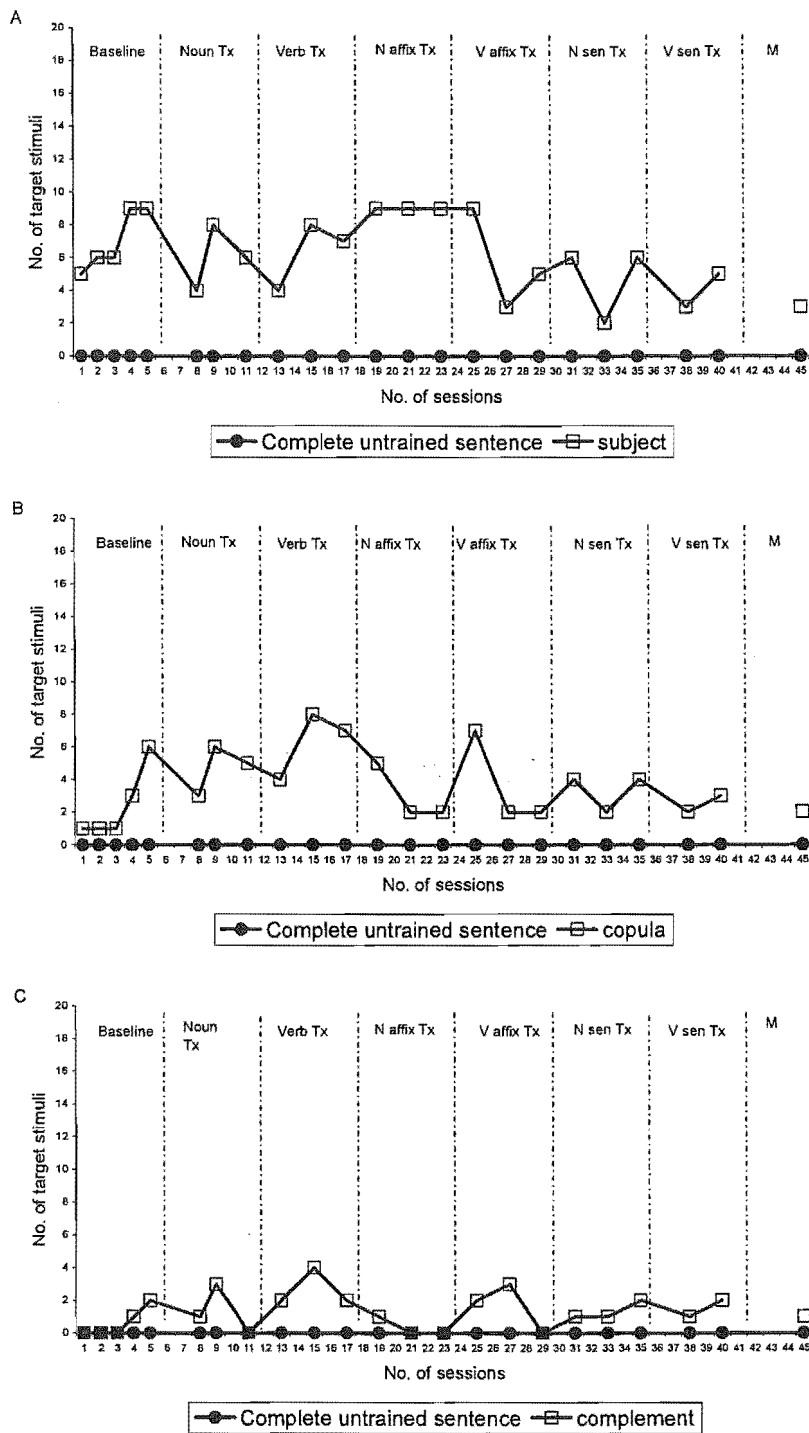 A
Baseline Noun Tx Verb Tx N affix Tx V affix Tx N sen Tx V sen Tx M
No. of target stimuli
20
18
16
14
12
10
8
6
4
2
0
1 2 3 4 5 6 7 8 9 10 11 12 13 14 15 16 17 18 19 20 21 22 23 24 25 26 27 28 29 30 31 32 33 34 35 36 37 38 39 40 41 42 43 44 45
No. of sessions
Complete untrained sentence subject
B
Baseline Noun Tx Verb Tx N affix Tx V affix Tx N sen Tx V sen Tx M
No. of target stimuli
20
18
16
14
12
10
8
6
4
2
0
1 2 3 4 5 6 7 8 9 10 11 12 13 14 15 16 17 18 19 20 21 22 23 24 25 26 27 28 29 30 31 32 33 34 35 36 37 38 39 40 41 42 43 44 45
No. of sessions
Complete untrained sentence copula
C
Baseline Noun Verb Tx N affix Tx V affix Tx N sen Tx V sen Tx M
Tx
No. of target stimuli
20
18
16
14
12
10
8
6
4
2
0
1 2 3 4 5 6 7 8 9 10 11 12 13 14 15 16 17 18 19 20 21 22 23 24 25 26 27 28 29 30 31 32 33 34 35 36 37 38 39 40 41 42 43 44 45
No. of sessions
Complete untrained sentence complement